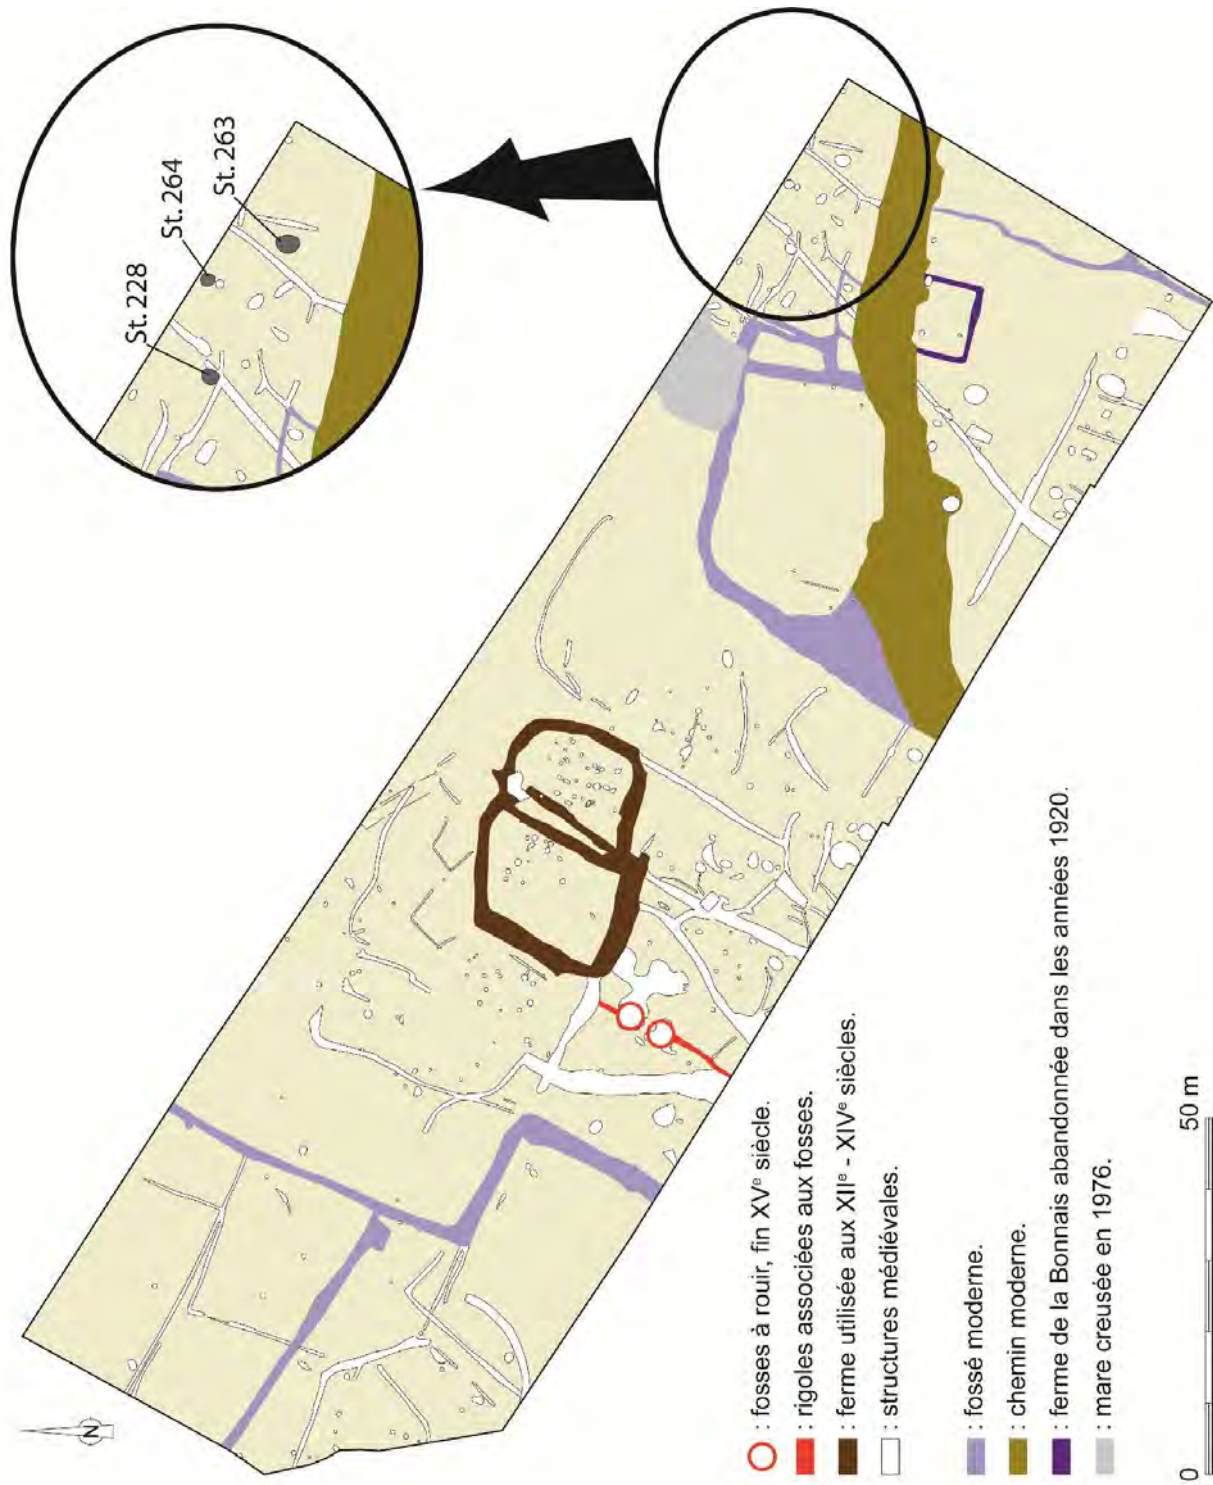 St. 228
St. 264
St. 263
N
: fosses à rouir, fin XVe siècle.
: rigoles associées aux fosses.
: ferme utilisée aux XIIe - XIVe siècles.
: structures médiévales.
: fossé moderne.
: chemin moderne.
: ferme de la Bonnais abandonnée dans les années 1920.
: mare creusée en 1976.
0
50 m